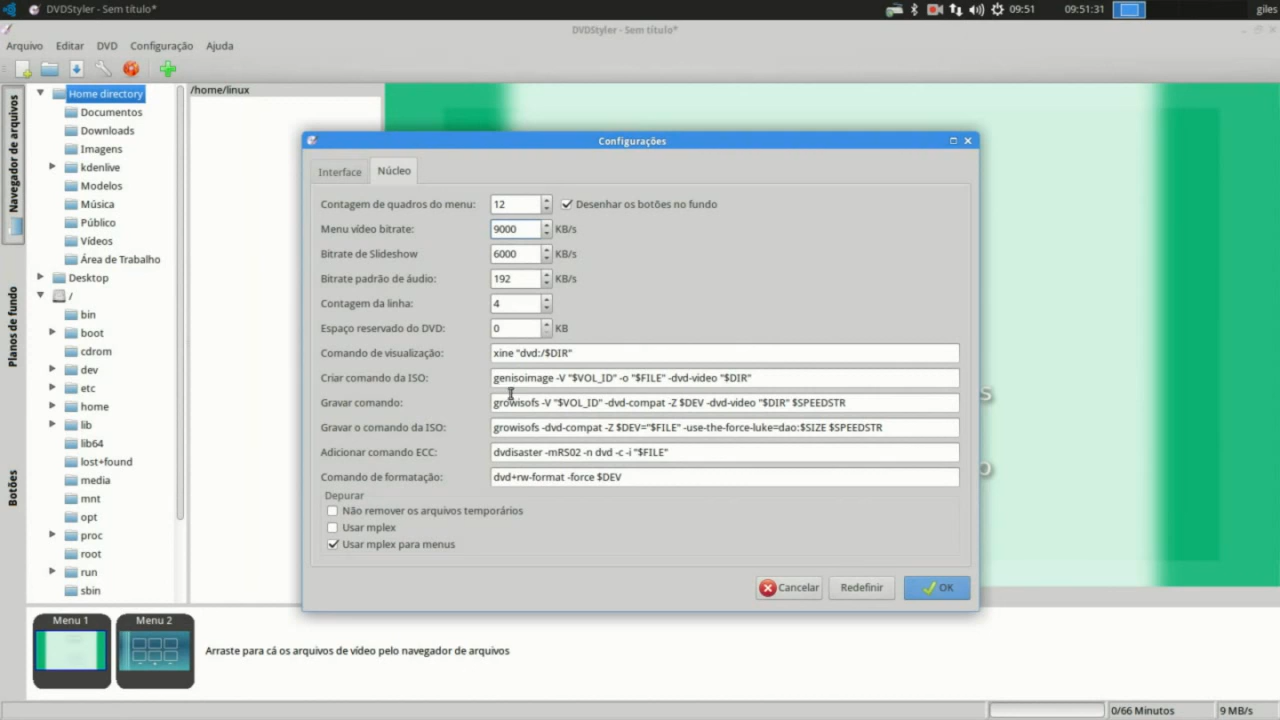 DVDStyler - Sem título*
09:51
09:51:31
giles
DVDStyler - Sem título*
Arquivo Editar DVD Configuração Ajuda
Navegador de arquivos
Planos de fundo
Botões
Home directory
Documentos
Downloads
Imagens
kdenlive
Modelos
Música
Público
Vídeos
Área de Trabalho
Desktop
/
bin
boot
cdrom
dev
etc
home
lib
lib64
lost+found
media
mnt
opt
proc
root
run
sbin
/home/linux
Configurações
Interface Núcleo
Contagem de quadros do menu: 12 Desenhar os botões no fundo
Menu vídeo bitrate: 9000 KB/s
Bitrate de Slideshow 6000 KB/s
Bitrate padrão de áudio: 192 KB/s
Contagem da linha: 4
Espaço reservado do DVD: 0 KB
Comando de visualização: xine "dvd:/$DIR"
Criar comando da ISO: genisoimage -V "$VOL_ID" -o "$FILE" -dvd-video "$DIR"
Gravar comando: growisofs -V "$VOL_ID" -dvd-compat -Z $DEV -dvd-video "$DIR" $SPEEDSTR
Gravar o comando da ISO: growisofs -dvd-compat -Z $DEV="$FILE" -use-the-force-luke=dao:$SIZE $SPEEDSTR
Adicionar comando ECC: dvdisaster -mRS02 -n dvd -c -i "$FILE"
Comando de formatação: dvd+rw-format -force $DEV
Depurar
Não remover os arquivos temporários
Usar mplex
Usar mplex para menus
Cancelar Redefinir OK
Menu 1
Menu 2
Arraste para cá os arquivos de vídeo pelo navegador de arquivos
0/66 Minutos
9 MB/s